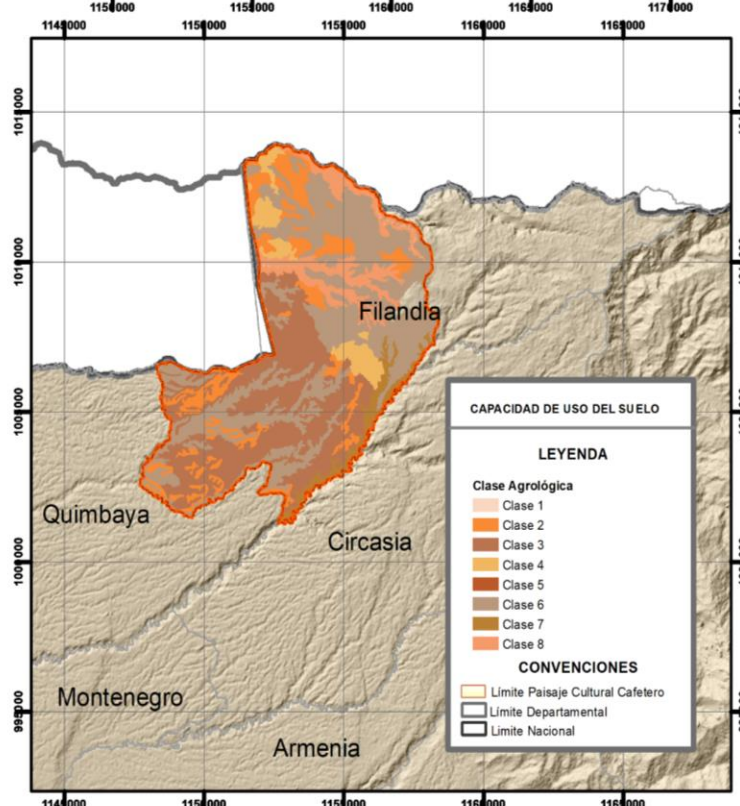 1150000 1155000 1160000 1165000 1170000
Filandia
Quimbaya
Circasia
Montenegro
Armenia
CAPACIDAD DE USO DEL SUELO
LEYENDA
Clase Agrológica
Clase 1
Clase 2
Clase 3
Clase 4
Clase 5
Clase 6
Clase 7
Clase 8
CONVENCIONES
Límite Paisaje Cultural Cafetero
Límite Departamental
Límite Nacional